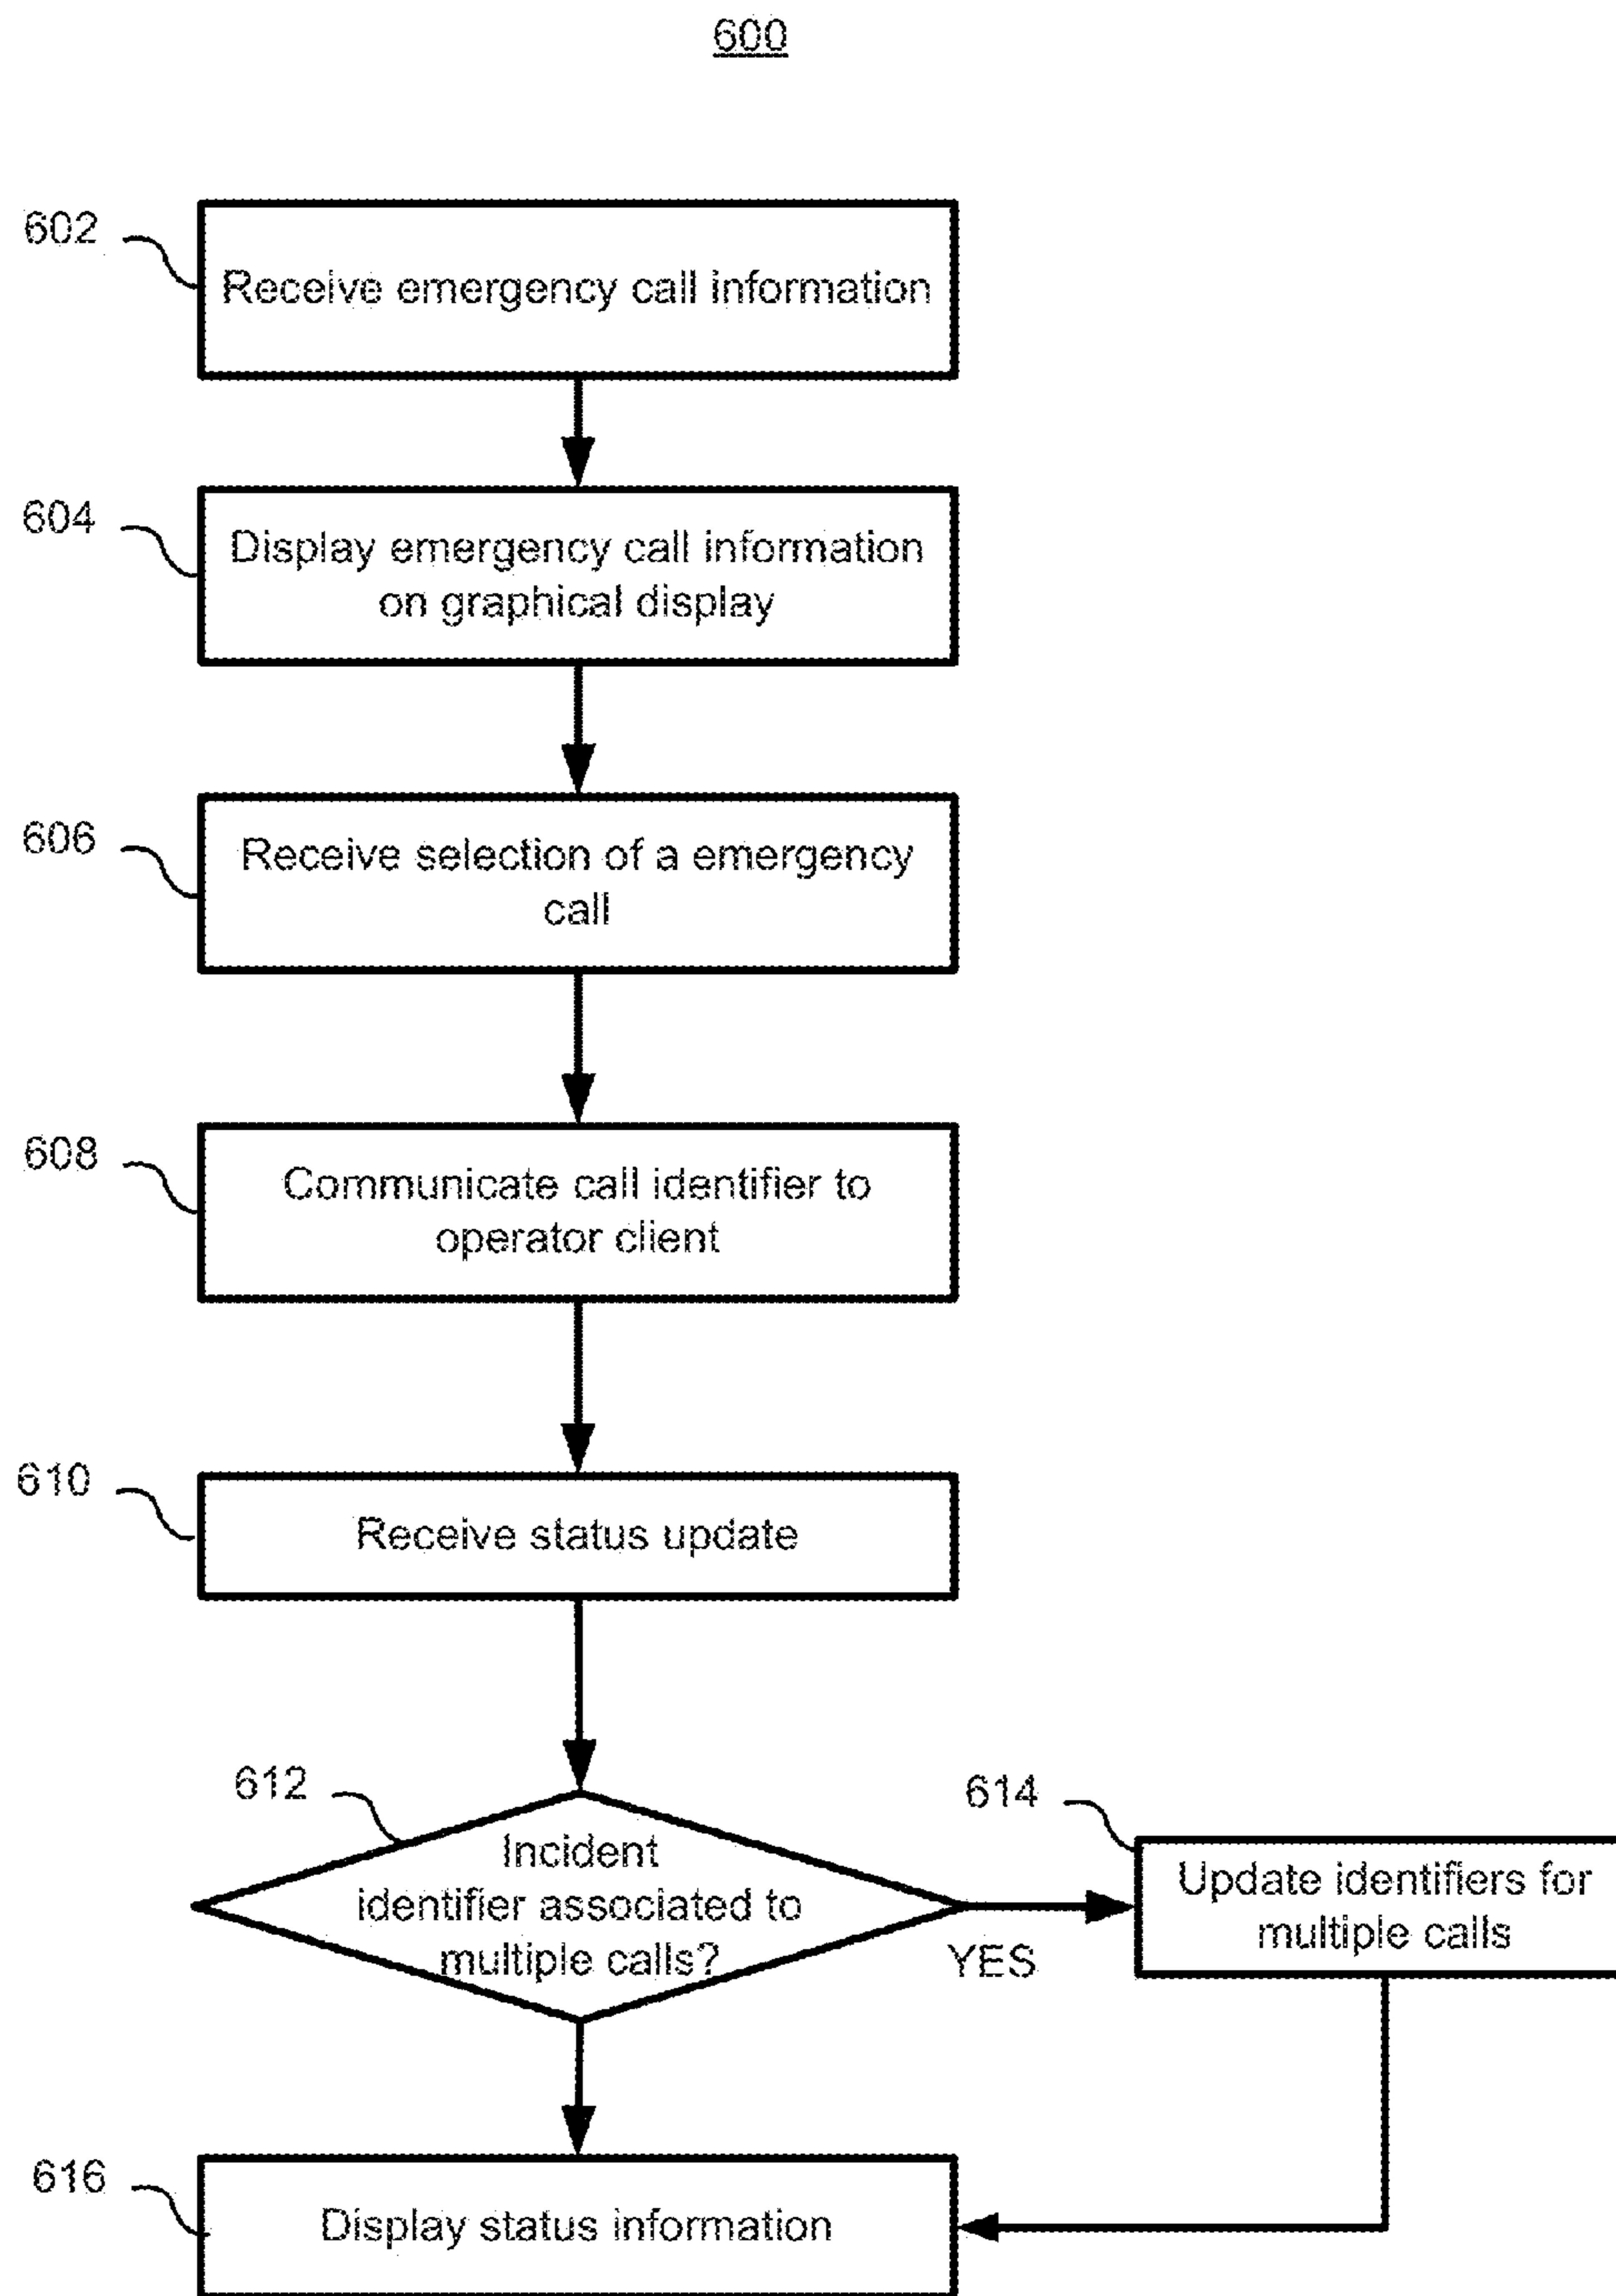 600
602
Receive emergency call information
604
Display emergency call information
on graphical display
606
Receive selection of a emergency
call
608
Communicate call identifier to
operator client
610
Receive status update
612
Incident
identifier associated to
multiple calls?
YES
614
Update identifiers for
multiple calls
616
Display status information